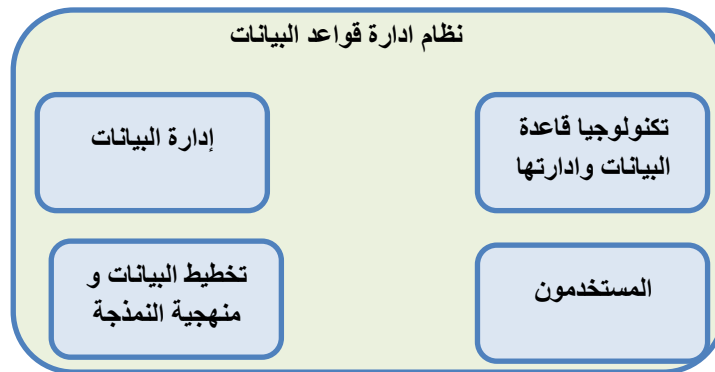 نظام ادارة قواعد البيانات
تكنولوجيا قاعدة
البيانات وادارتها
إدارة البيانات
المستخدمون
تخطيط البيانات و
منهجية النمذجة